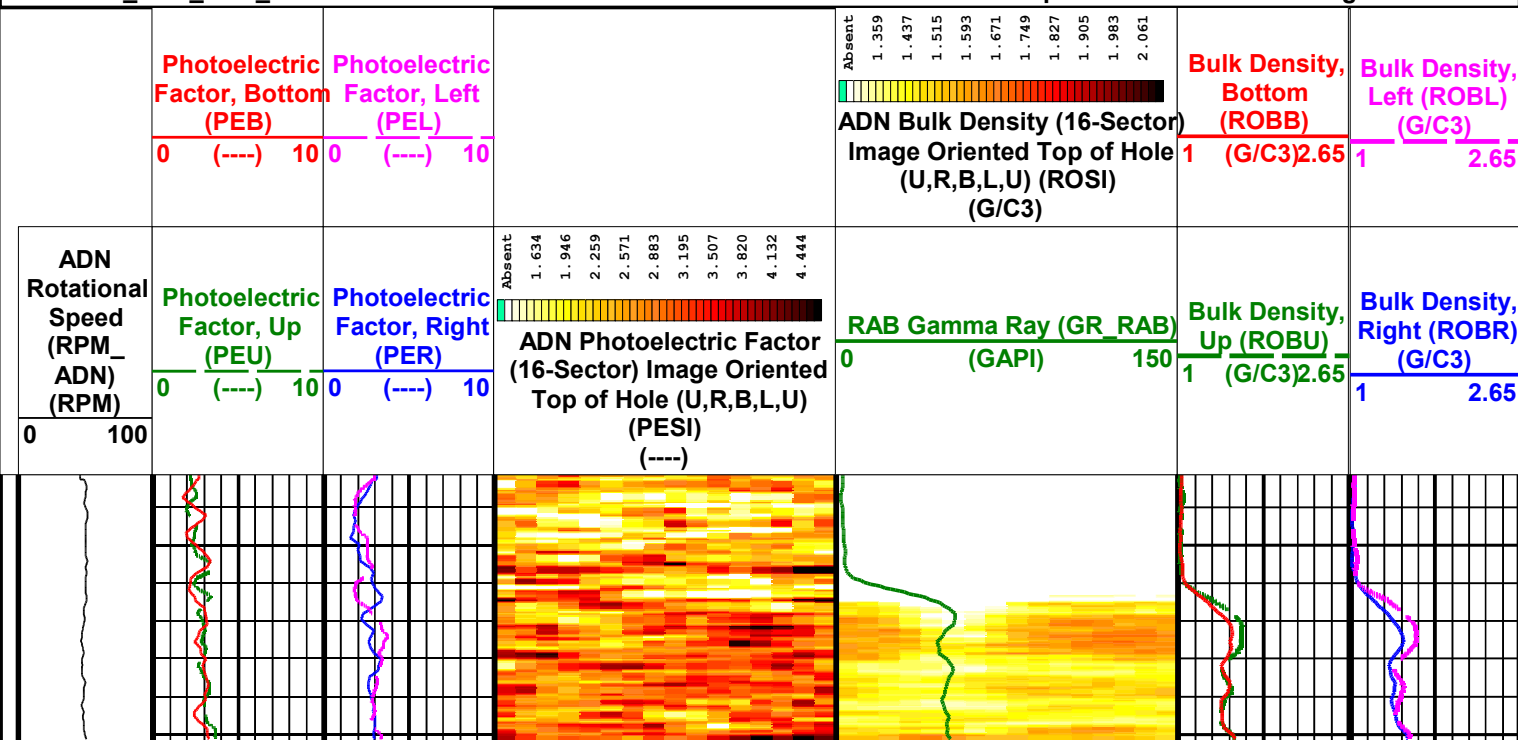 Absent
1.359
1.437
1.515
1.593
1.671
1.749
1.827
1.905
1.983
2.061
Photoelectric
Factor, Bottom
(PEB)
0 (----) 10
Photoelectric
Factor, Left
(PEL)
0 (----) 10
ADN Bulk Density (16-Sector)
Image Oriented Top of Hole
(U,R,B,L,U) (ROSI)
(G/C3)
Bulk Density,
Bottom
(ROBB)
1 (G/C3) 2.65
Bulk Density,
Left (ROBL)
(G/C3)
1 2.65
ADN
Rotational
Speed
(RPM_
ADN)
(RPM)
0 100
Photoelectric
Factor, Up
(PEU)
0 (----) 10
Photoelectric
Factor, Right
(PER)
0 (----) 10
Absent
1.634
1.946
2.259
2.571
2.883
3.195
3.507
3.820
4.132
4.444
ADN Photoelectric Factor
(16-Sector) Image Oriented
Top of Hole (U,R,B,L,U)
(PESI)
(----)
RAB Gamma Ray (GR_RAB)
0 (GAPI) 150
Bulk Density,
Up (ROBU)
1 (G/C3) 2.65
Bulk Density,
Right (ROBR)
(G/C3)
1 2.65